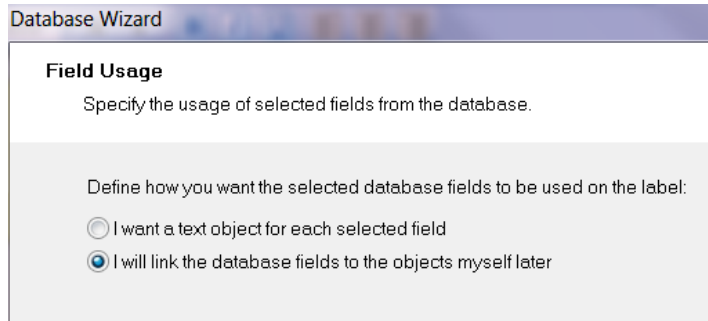 Database Wizard
Field Usage
Specify the usage of selected fields from the database.
Define how you want the selected database fields to be used on the label:
I want a text object for each selected field
I will link the database fields to the objects myself later